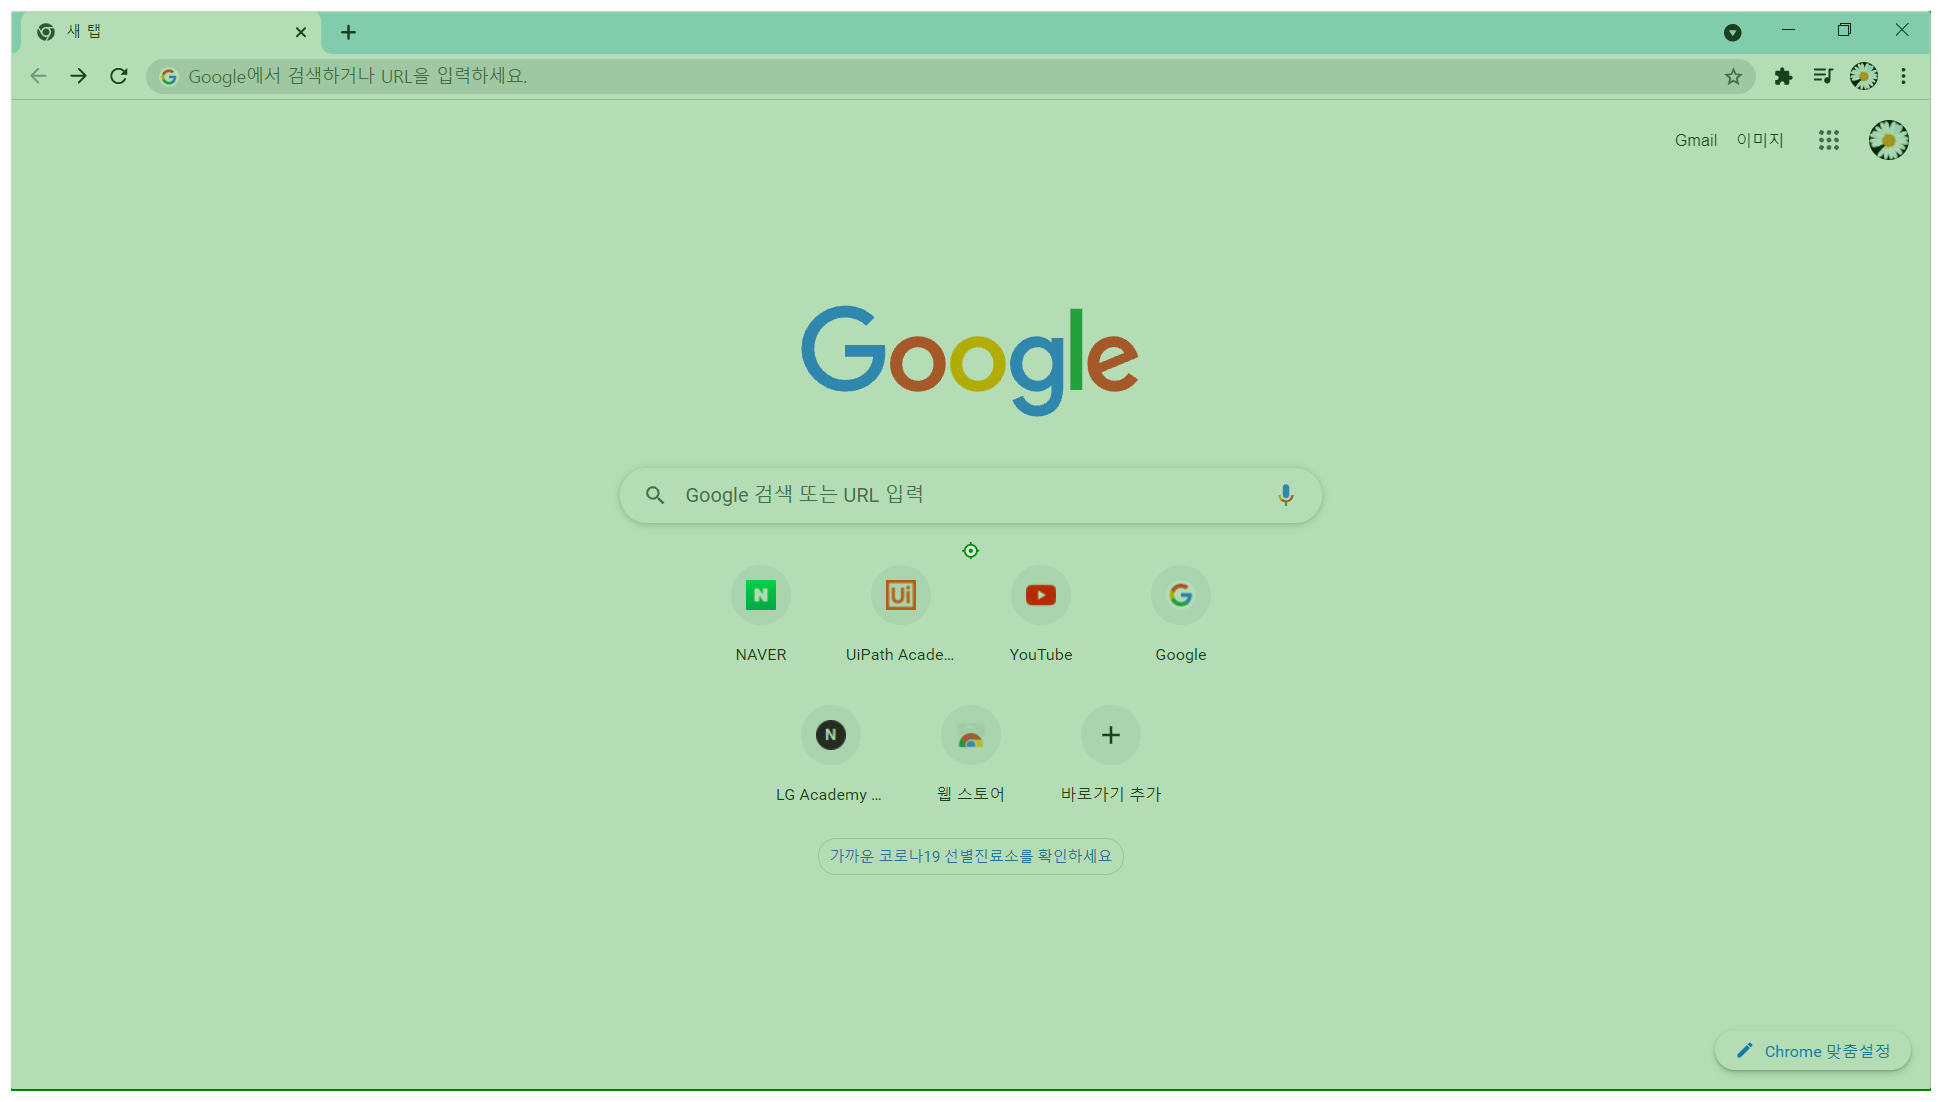 새 탭
Google에서 검색하거나 URL을 입력하세요.
Gmail 이미지
Google
Google 검색 또는 URL 입력
N Ui G
NAVER UiPath Acade... YouTube Google
N
LG Academy ... 웹 스토어 바로가기 추가
가까운 코로나19 선별진료소를 확인하세요
Chrome 맞춤설정